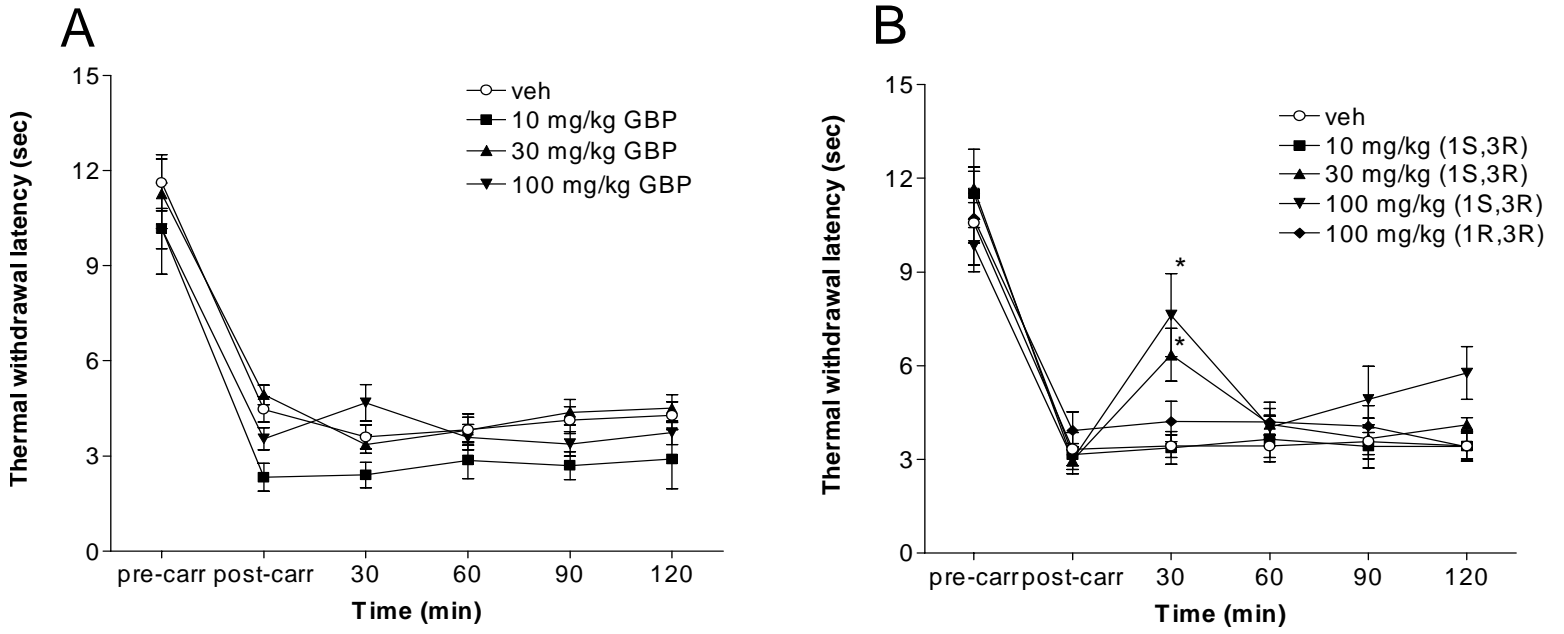 A
Thermal withdrawal latency (sec)
15
12
9
6
3
0
veh
10 mg/kg GBP
30 mg/kg GBP
100 mg/kg GBP
pre-carr post-carr 30 60 90 120
Time (min)
B
Thermal withdrawal latency (sec)
15
12
9
6
3
0
veh
10 mg/kg (1S,3R)
30 mg/kg (1S,3R)
100 mg/kg (1S,3R)
100 mg/kg (1R,3R)
*
*
pre-carr post-carr 30 60 90 120
Time (min)